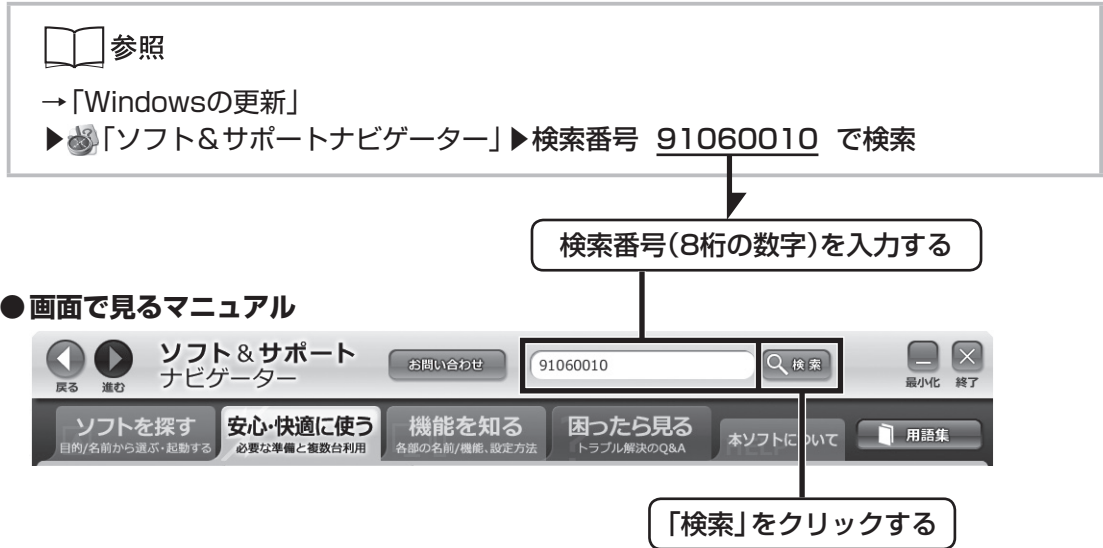 参照
→「Windowsの更新」
▶「ソフト&サポートナビゲーター」▶検索番号 91060010 で検索
検索番号(8桁の数字)を入力する
●画面で見るマニュアル
戻る 進む
ソフト&サポート
ナビゲーター
お問い合わせ
91060010
検索
最小化 終了
ソフトを探す
目的/名前から選ぶ・起動する
安心・快適に使う
必要な準備と複数台利用
機能を知る
各部の名前/機能、設定方法
困ったら見る
トラブル解決のQ&A
本ソフトについて
用語集
「検索」をクリックする